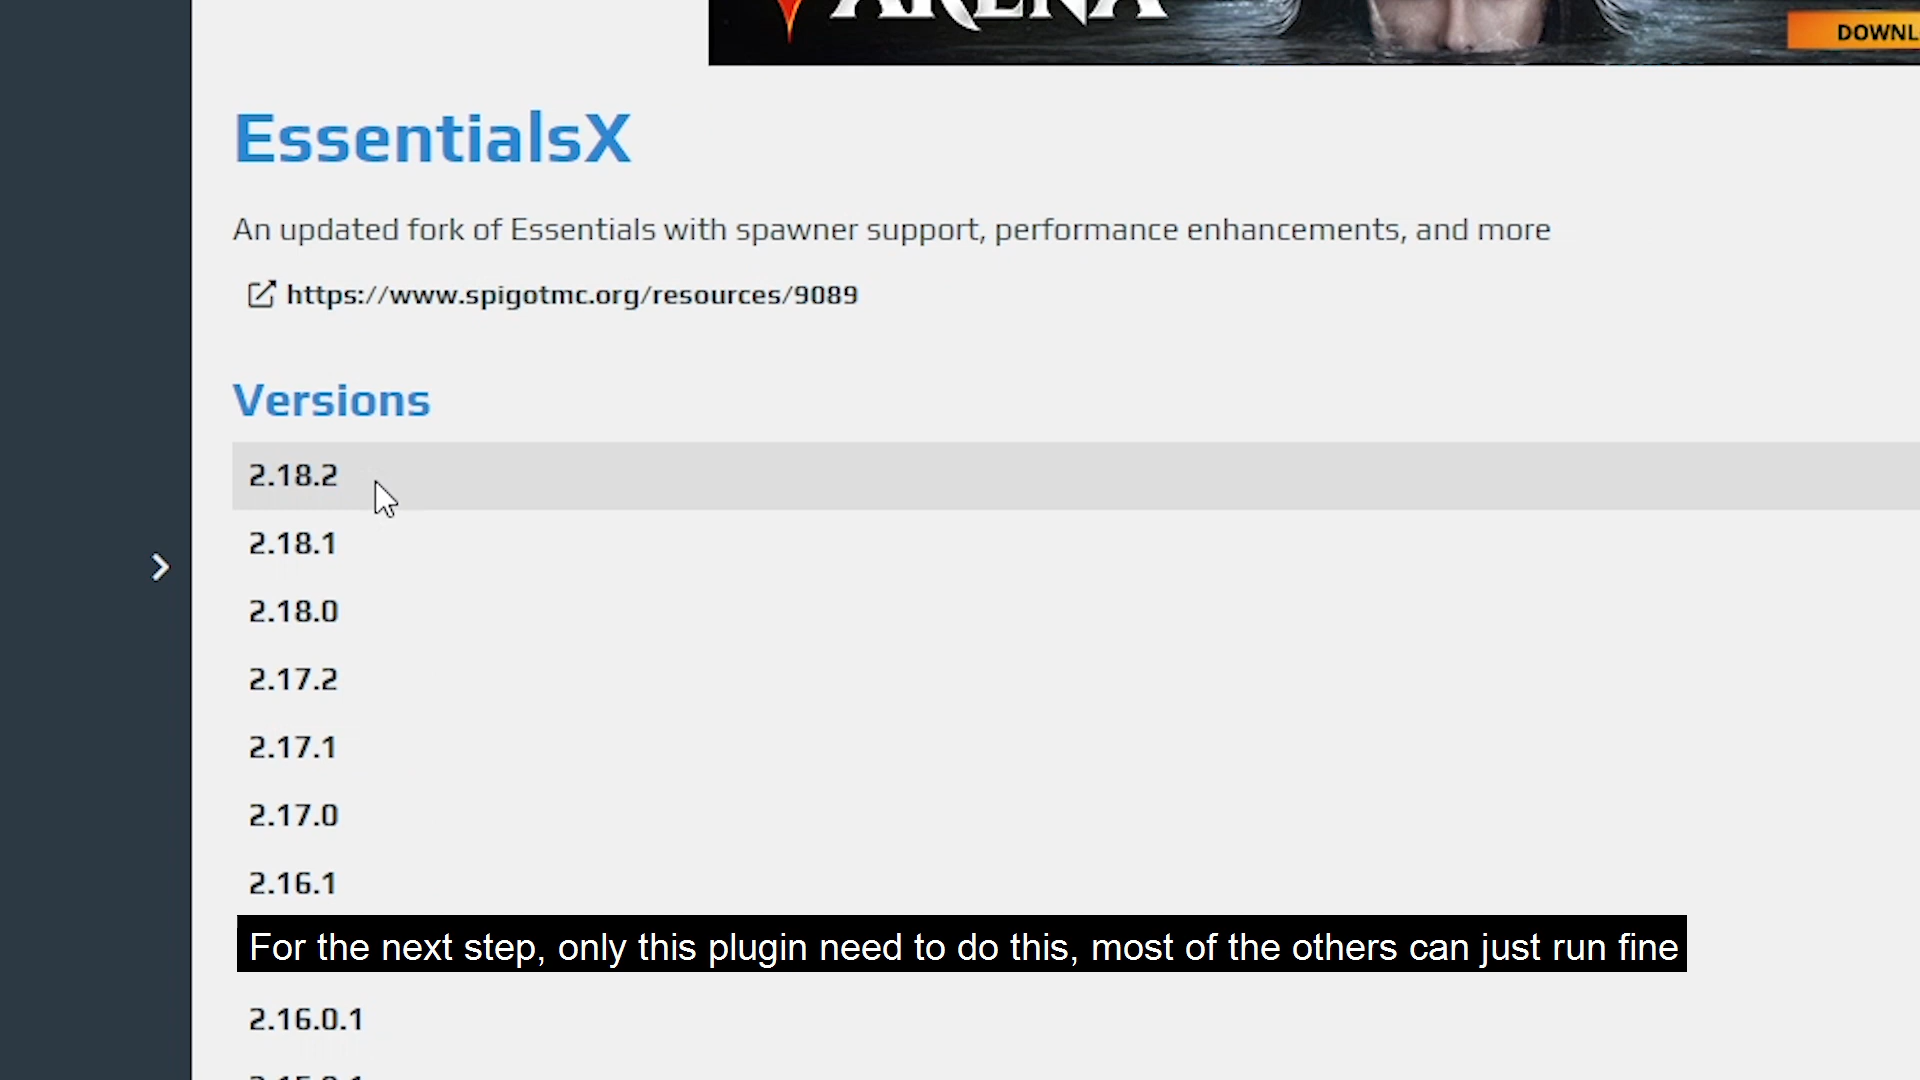 ARENA
DOWNL
EssentialsX
An updated fork of Essentials with spawner support, performance enhancements, and more
https://www.spigotmc.org/resources/9089
Versions
2.18.2
2.18.1
2.18.0
2.17.2
2.17.1
2.17.0
2.16.1
For the next step, only this plugin need to do this, most of the others can just run fine
2.16.0.1